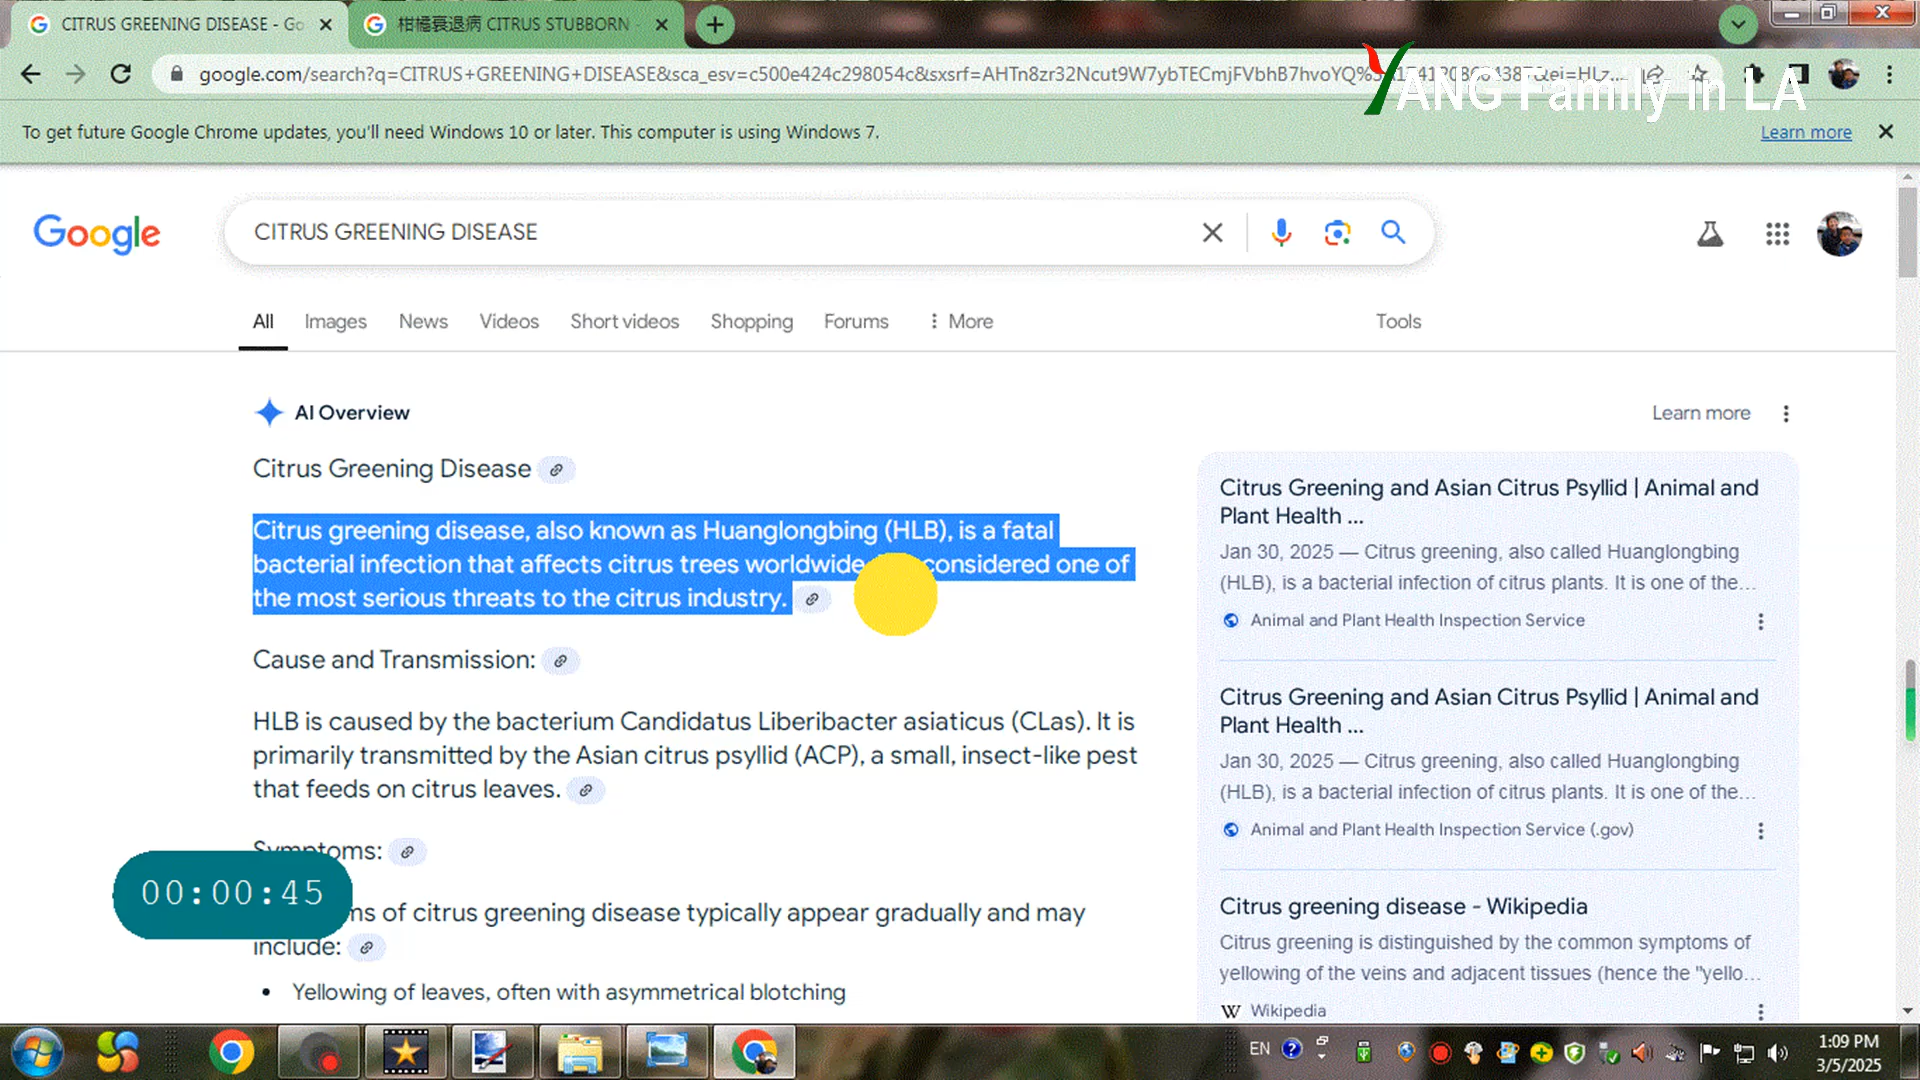 CITRUS GREENING DISEASE - Go
柑橘衰退病 CITRUS STUBBORN -
google.com/search?q=CITRUS+GREENING+DISEASE&sca_esv=c500e424c298054c&sxsrf=AHTn8zr32Ncut9W7ybTECmjFVbhB7hvoYQ%3
YANG Family in LA
To get future Google Chrome updates, you'll need Windows 10 or later. This computer is using Windows 7.
Learn more
Google
CITRUS GREENING DISEASE
All Images News Videos Short videos Shopping Forums More Tools
AI Overview
Learn more
Citrus Greening Disease
Citrus greening disease, also known as Huanglongbing (HLB), is a fatal
bacterial infection that affects citrus trees worldwide considered one of
the most serious threats to the citrus industry.
Cause and Transmission:
HLB is caused by the bacterium Candidatus Liberibacter asiaticus (CLas). It is
primarily transmitted by the Asian citrus psyllid (ACP), a small, insect-like pest
that feeds on citrus leaves.
Symptoms:
of citrus greening disease typically appear gradually and may
include:
• Yellowing of leaves, often with asymmetrical blotching
00:00:45
Citrus Greening and Asian Citrus Psyllid | Animal and
Plant Health ...
Jan 30, 2025 — Citrus greening, also called Huanglongbing
(HLB), is a bacterial infection of citrus plants. It is one of the...
Animal and Plant Health Inspection Service
Citrus Greening and Asian Citrus Psyllid | Animal and
Plant Health ...
Jan 30, 2025 — Citrus greening, also called Huanglongbing
(HLB), is a bacterial infection of citrus plants. It is one of the...
Animal and Plant Health Inspection Service (.gov)
Citrus greening disease - Wikipedia
Citrus greening is distinguished by the common symptoms of
yellowing of the veins and adjacent tissues (hence the "yello...
W Wikipedia
EN
1:09 PM
3/5/2025